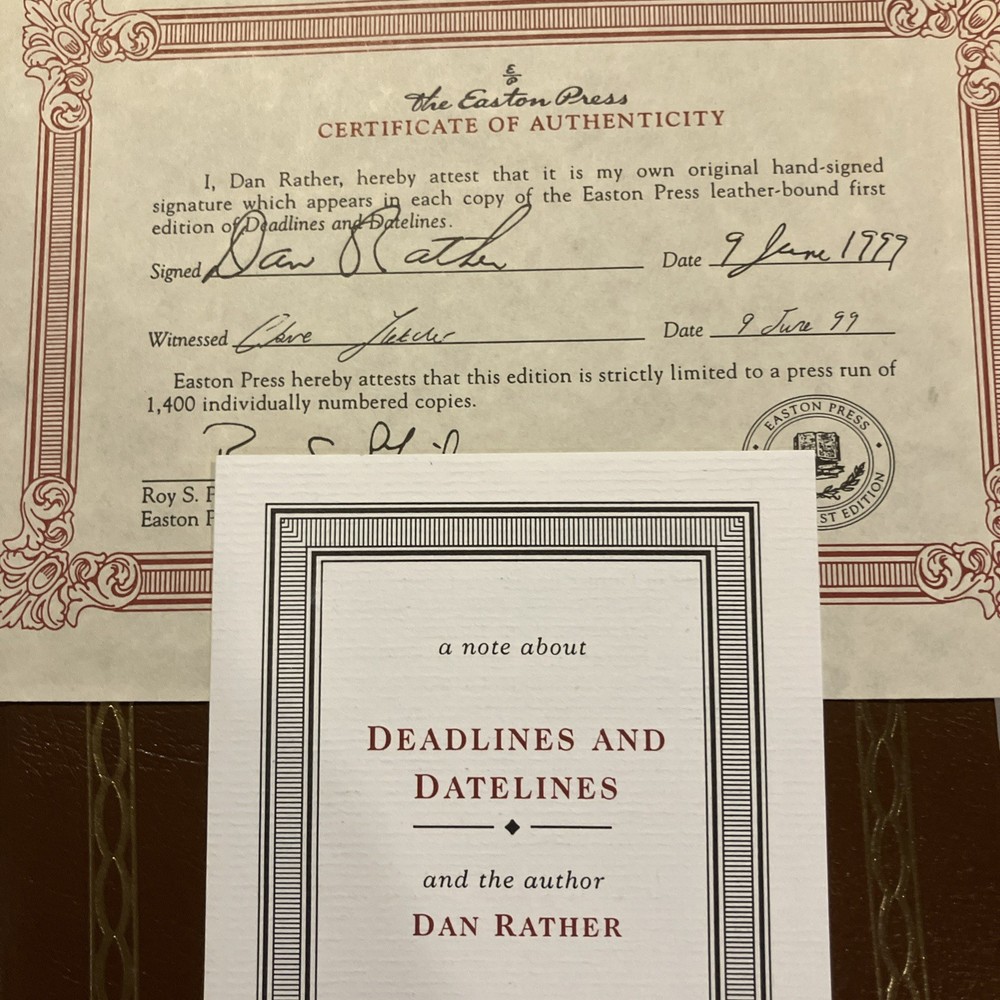 The Easton Press
CERTIFICATE OF AUTHENTICITY
I, Dan Rather, hereby attest that it is my own original hand-signed
signature which appears in each copy of the Easton Press leather-bound first
edition of Deadlines and Datelines.
Signed Dan Rather Date 9 June 1999
Witnessed Date 9 June 99
Easton Press hereby attests that this edition is strictly limited to a press run of
1,400 individually numbered copies.
EASTON PRESS
EDITION
Roy S.
Easton
a note about
DEADLINES AND
DATELINES
and the author
DAN RATHER